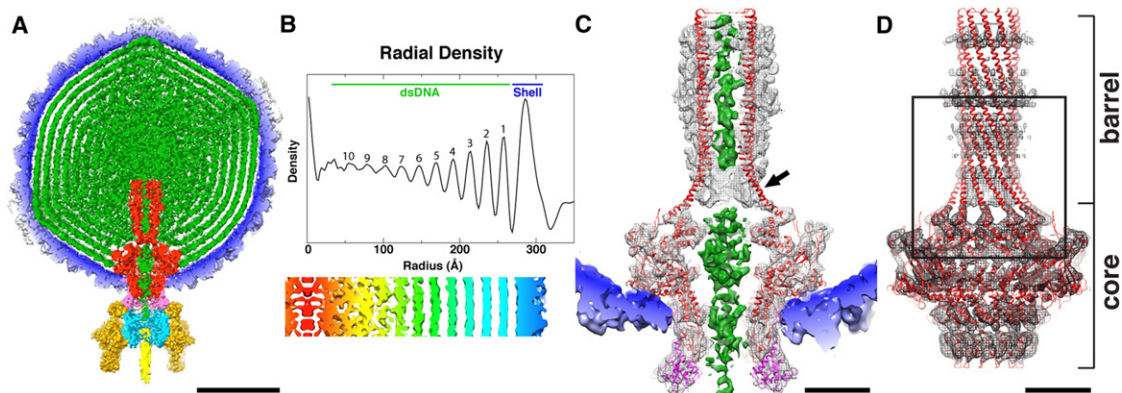 A
B
Radial Density
dsDNA
Shell
Density
10 9 8 7 6 5 4 3 2 1
0 100 200 300
Radius (Å)
C
D
barrel
core